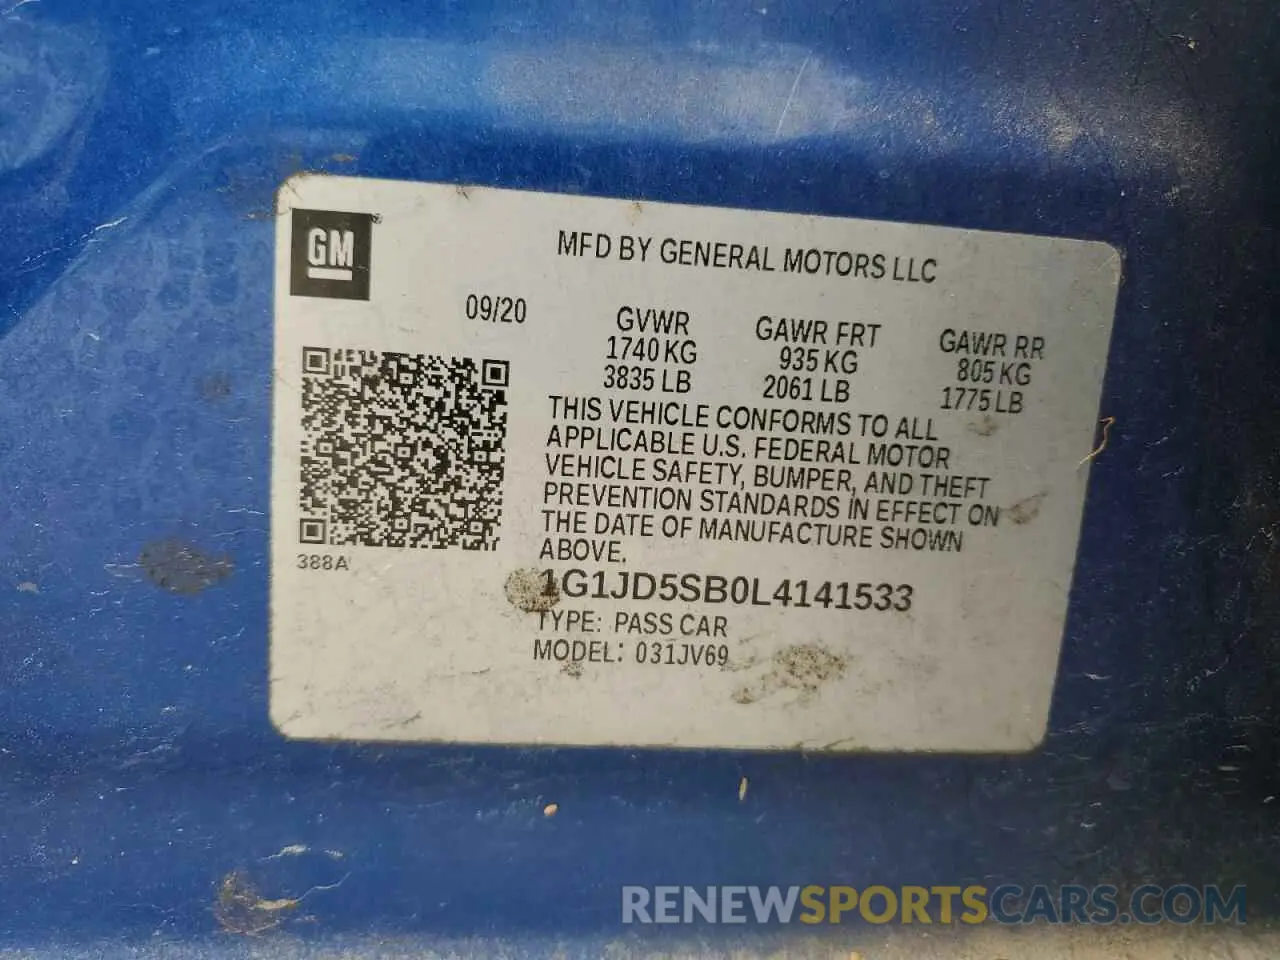 GM
MFD BY GENERAL MOTORS LLC
09/20
GVWR
1740 KG
3835 LB
GAWR FRT
935 KG
2061 LB
GAWR RR
805 KG
1775 LB
THIS VEHICLE CONFORMS TO ALL
APPLICABLE U.S. FEDERAL MOTOR
VEHICLE SAFETY, BUMPER, AND THEFT
PREVENTION STANDARDS IN EFFECT ON
THE DATE OF MANUFACTURE SHOWN
ABOVE.
388A
1G1JD5SB0L4141533
TYPE: PASS CAR
MODEL: 031JV69
RENEWSPORTSCARS.COM